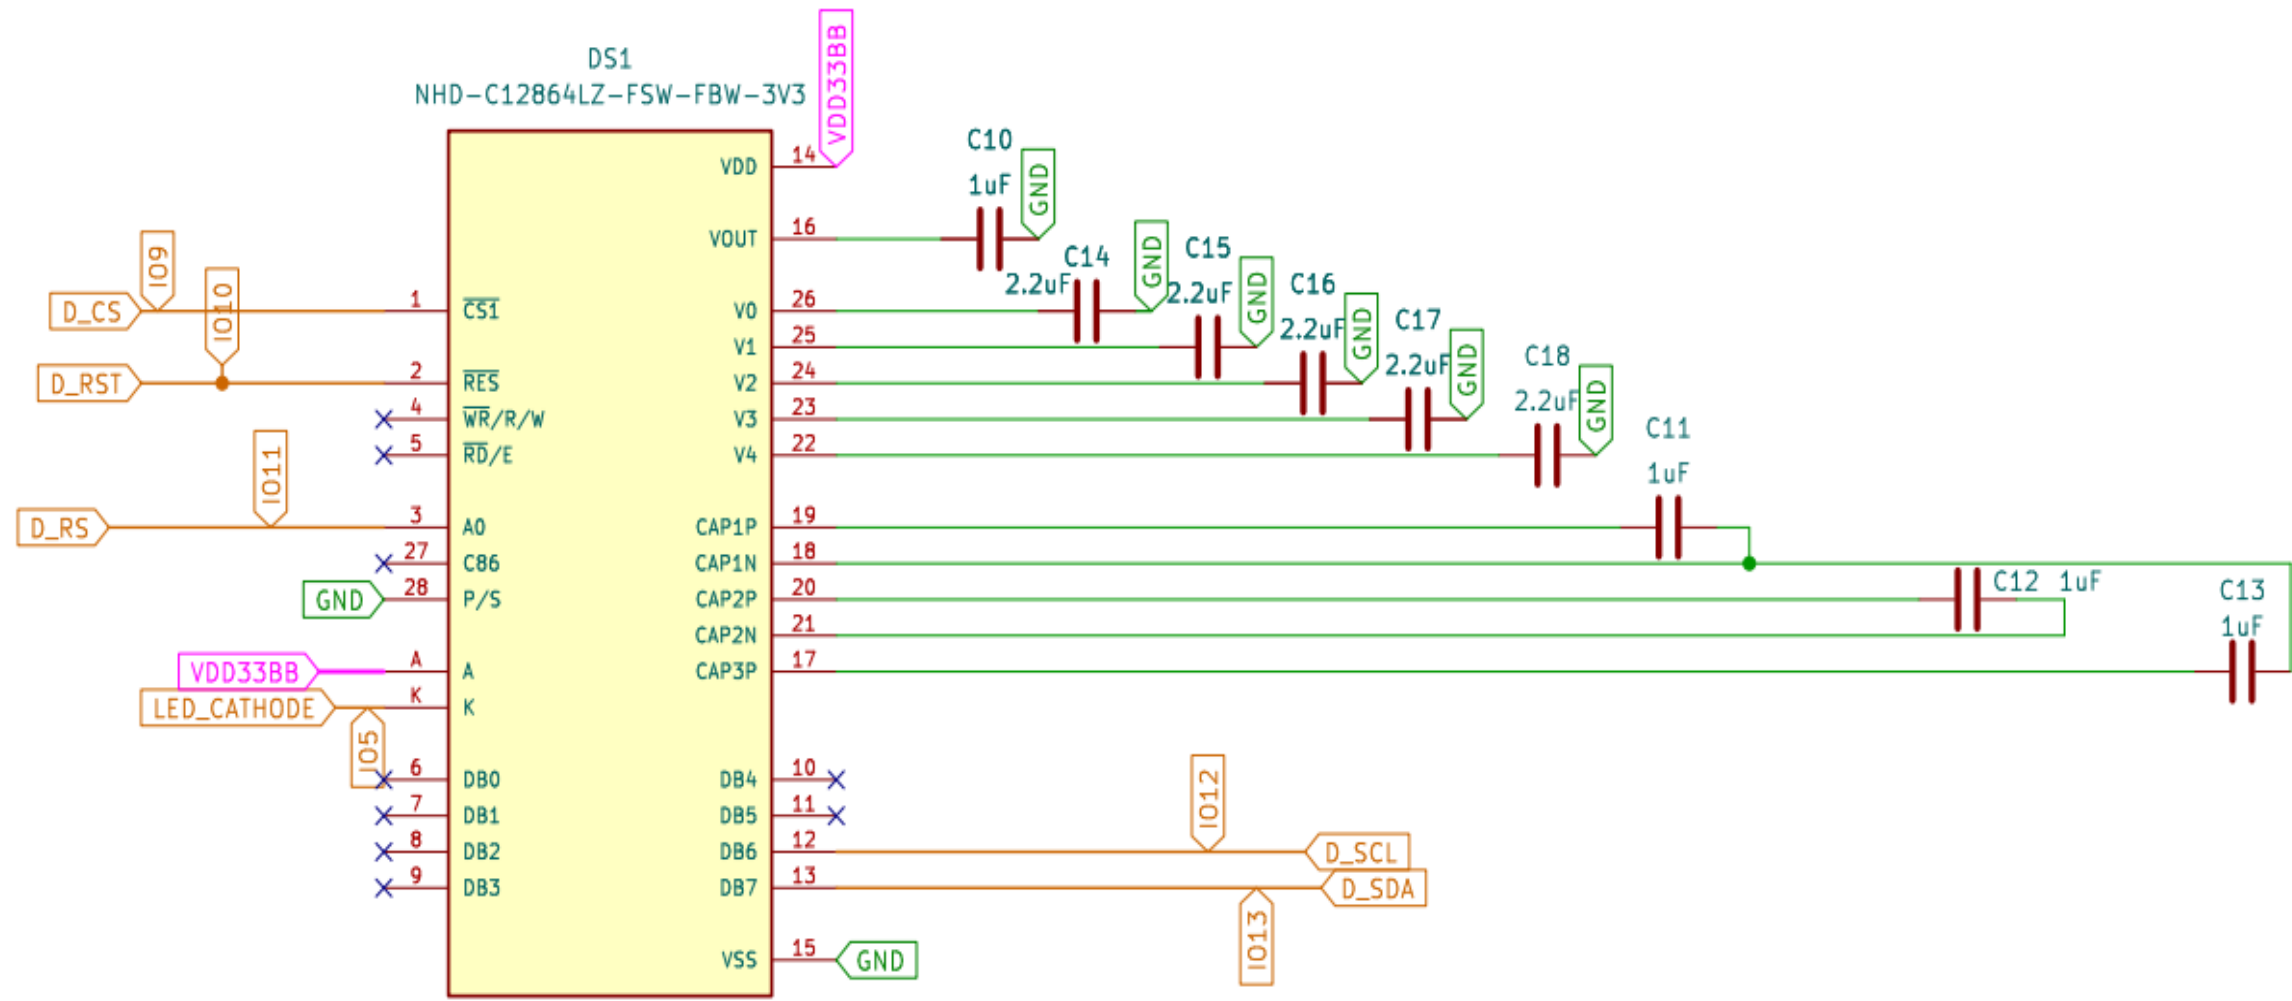 DS1
NHD-C12864LZ-FSW-FBW-3V3
VDD33BB
VDD 14
C10
1uF
GND
VOUT 16
IO9
IO10
D_CS
1 CS1
C14
2.2uF
GND
C15
2.2uF
GND
C16
2.2uF
GND
C17
2.2uF
GND
C18
2.2uF
GND
C11
1uF
V0 26
V1 25
D_RST
2 RES
V2 24
4 WR/R/W
V3 23
5 RD/E
V4 22
IO11
D_RS
3 A0
CAP1P 19
27 C86
CAP1N 18
GND
28 P/S
CAP2P 20
C12 1uF
C13
1uF
CAP2N 21
VDD33BB
A A
CAP3P 17
LED_CATHODE
K K
IO5
6 DB0
DB4 10
7 DB1
DB5 11
IO12
8 DB2
DB6 12
D_SCL
9 DB3
DB7 13
D_SDA
IO13
VSS 15
GND